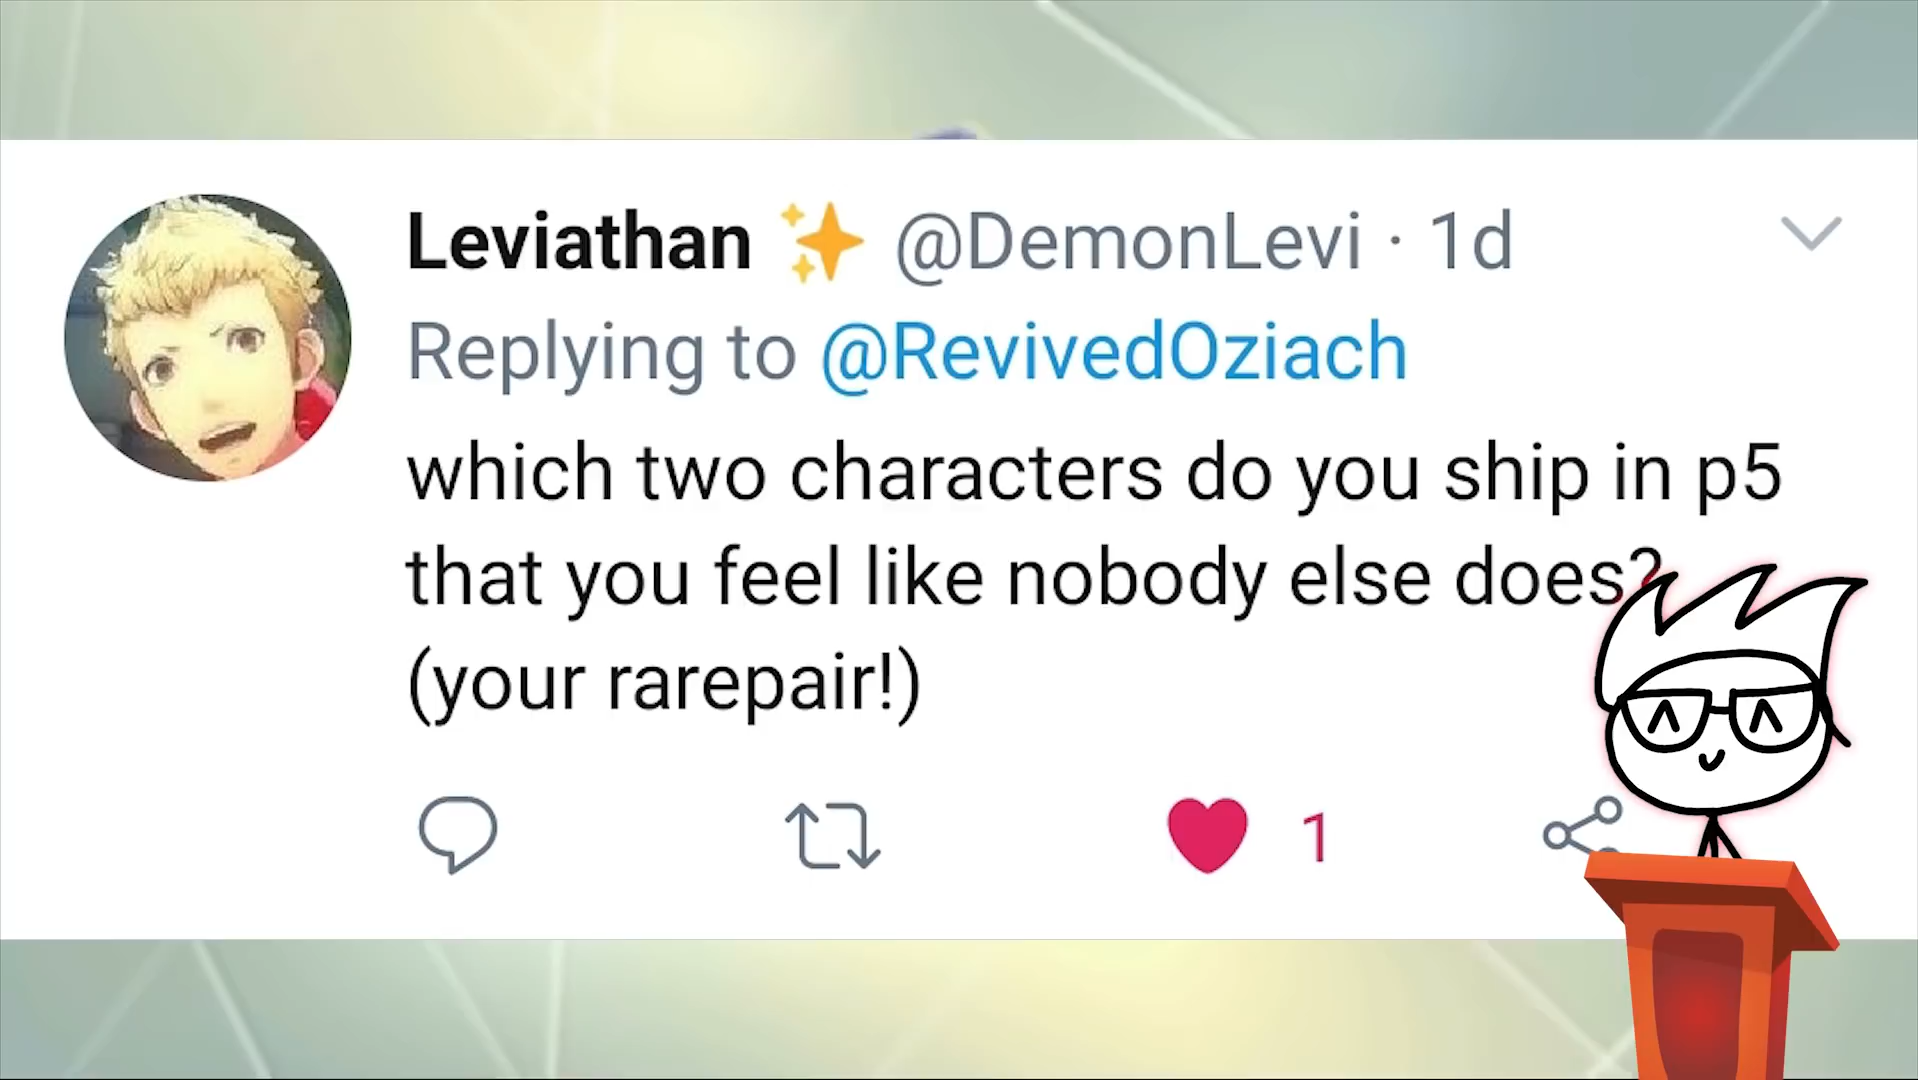 Leviathan ✨ @DemonLevi · 1d
Replying to @RevivedOziach
which two characters do you ship in p5
that you feel like nobody else does?
(your rarepair!)
1